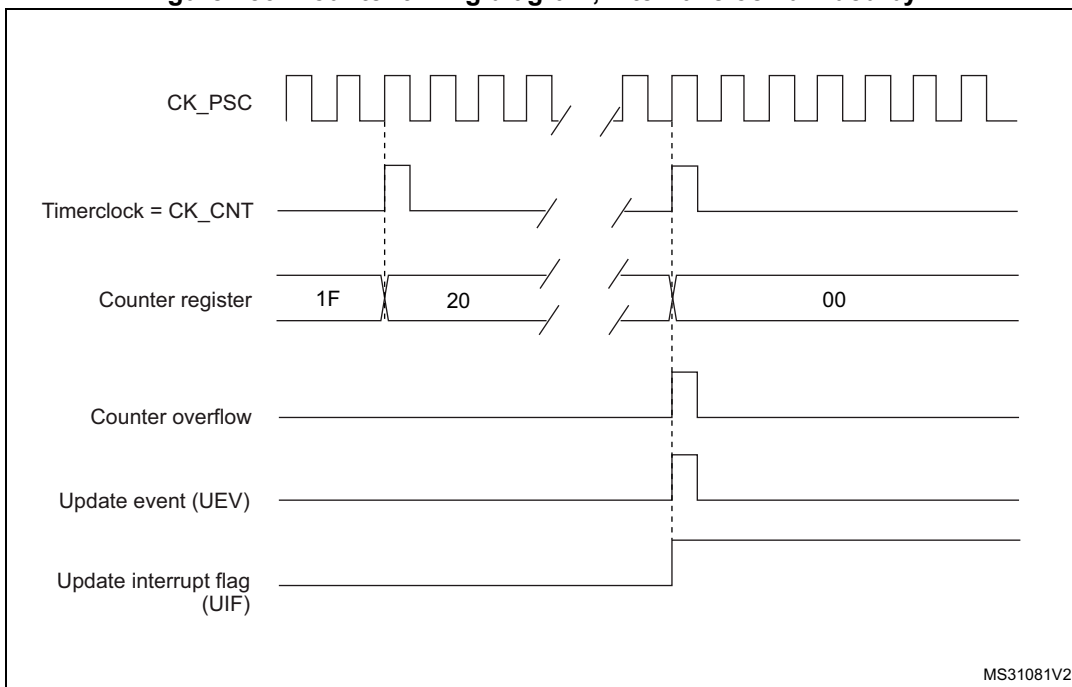 CK_PSC
Timerclock = CK_CNT
Counter register
1F
20
00
Counter overflow
Update event (UEV)
Update interrupt flag
(UIF)
MS31081V2